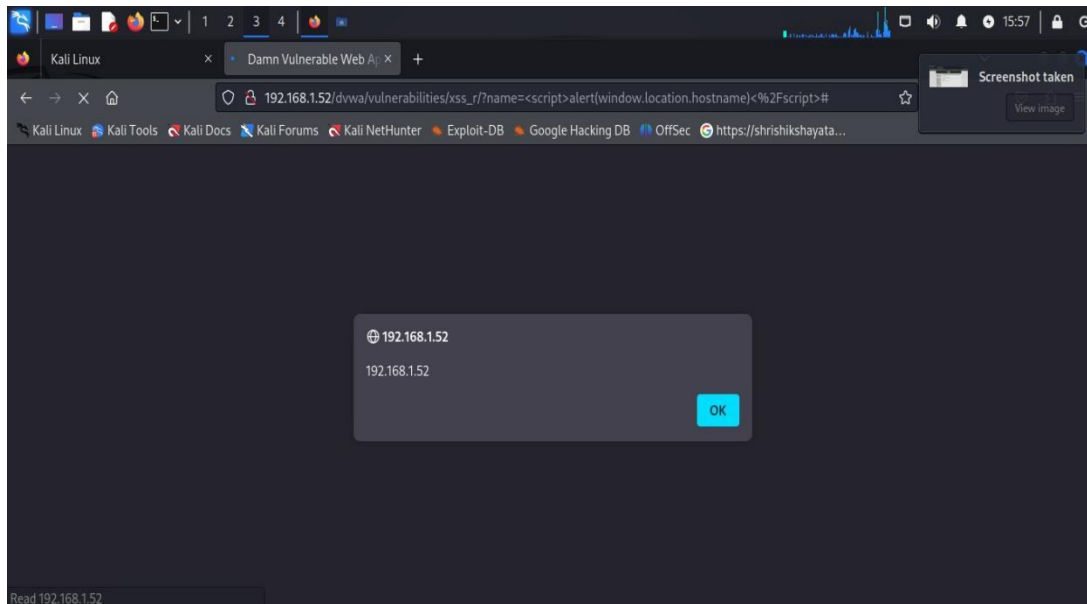 1 2 3 4 15:57
Kali Linux × Damn Vulnerable Web Ap × +
Screenshot taken
View image
192.168.1.52/dvwa/vulnerabilities/xss_r/?name=<script>alert(window.location.hostname)<%2Fscript>#
Kali Linux Kali Tools Kali Docs Kali Forums Kali NetHunter Exploit-DB Google Hacking DB OffSec https://shrishikshayata...
192.168.1.52
192.168.1.52
OK
Read 192.168.1.52